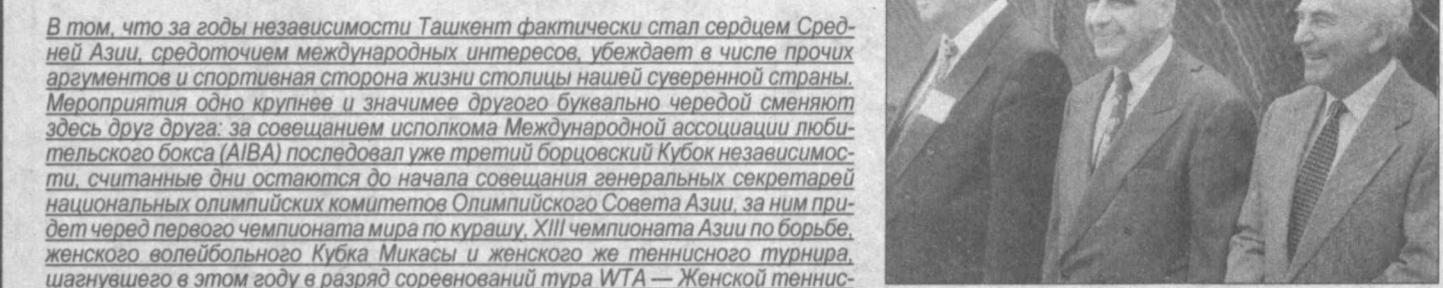 В том, что за годы независимости Ташкент фактически стал сердцем Сред-
ней Азии, средоточием международных интересов, убеждает в числе прочих
аргументов и спортивная сторона жизни столицы нашей суверенной страны.
Мероприятия одно крупнее и значимее другого буквально чередой сменяют
здесь друг друга: за совещанием исполкома Международной ассоциации люби-
тельского бокса (AIBA) последовал уже третий борцовский Кубок независимос-
ти, считанные дни остаются до начала совещания генеральных секретарей
национальных олимпийских комитетов Олимпийского Совета Азии, за ним при-
дет черед первого чемпионата мира по курашу, XIII чемпионата Азии по борьбе,
женского волейбольного Кубка Микасы и женского же теннисного турнира,
шагнувшего в этом году в разряд соревнований тура WTA — Женской теннис-